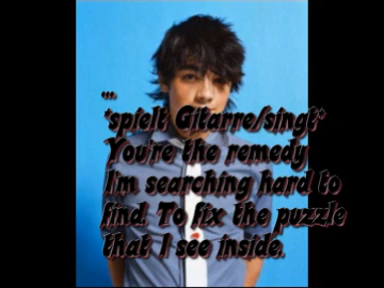 ...
*spielt Gitarre/singt*
You're the remedy
I'm searching hard to
find. To fix the puzzle
that I see inside.